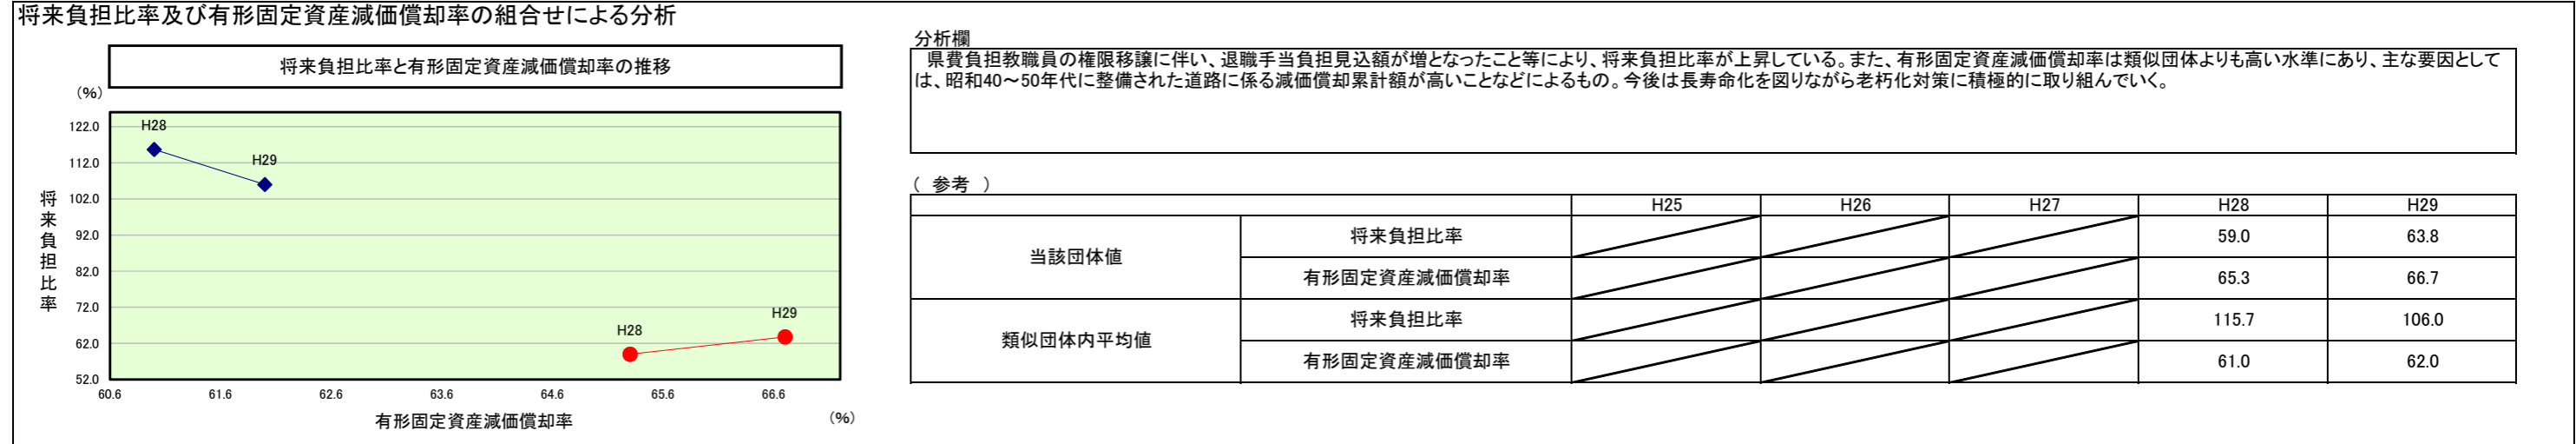 将来負担比率及び有形固定資産減価償却率の組合せによる分析
将来負担比率と有形固定資産減価償却率の推移
(%)
122.0
112.0
102.0
92.0
82.0
72.0
62.0
52.0
将来負担比率
H28
H29
H28
H29
60.6 61.6 62.6 63.6 64.6 65.6 66.6
有形固定資産減価償却率
(%)
分析欄
県費負担教職員の権限移譲に伴い、退職手当負担見込額が増となったこと等により、将来負担比率が上昇している。また、有形固定資産減価償却率は類似団体よりも高い水準にあり、主な要因として
は、昭和40～50年代に整備された道路に係る減価償却累計額が高いことなどによるもの。今後は長寿命化を図りながら老朽化対策に積極的に取り組んでいく。
( 参考 )
H25 H26 H27 H28 H29
当該団体値
将来負担比率 59.0 63.8
有形固定資産減価償却率 65.3 66.7
類似団体内平均値
将来負担比率 115.7 106.0
有形固定資産減価償却率 61.0 62.0